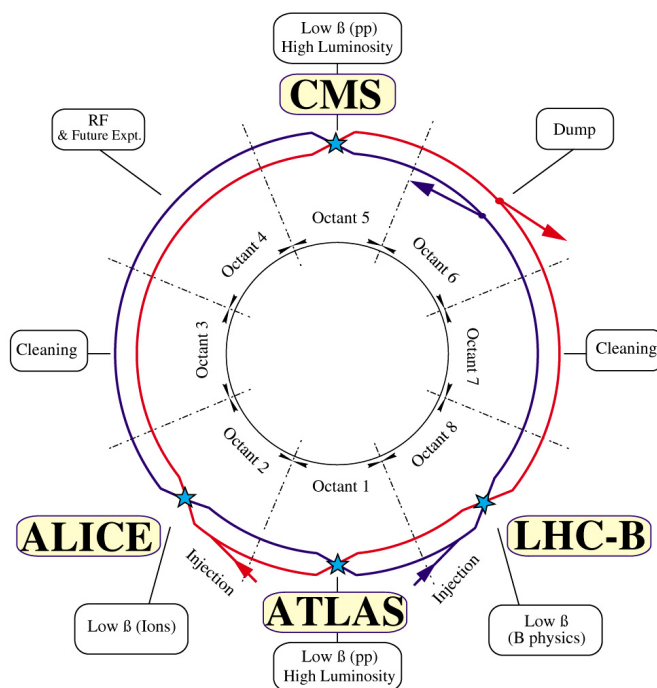 Low ß (pp)
High Luminosity
CMS
RF
& Future Expt.
Dump
Octant 5
Octant 4
Octant 6
Cleaning
Octant 3
Octant 7
Cleaning
Octant 2
Octant 8
Octant 1
ALICE
LHC-B
Injection
Injection
ATLAS
Low ß (Ions)
Low ß
(B physics)
Low ß (pp)
High Luminosity